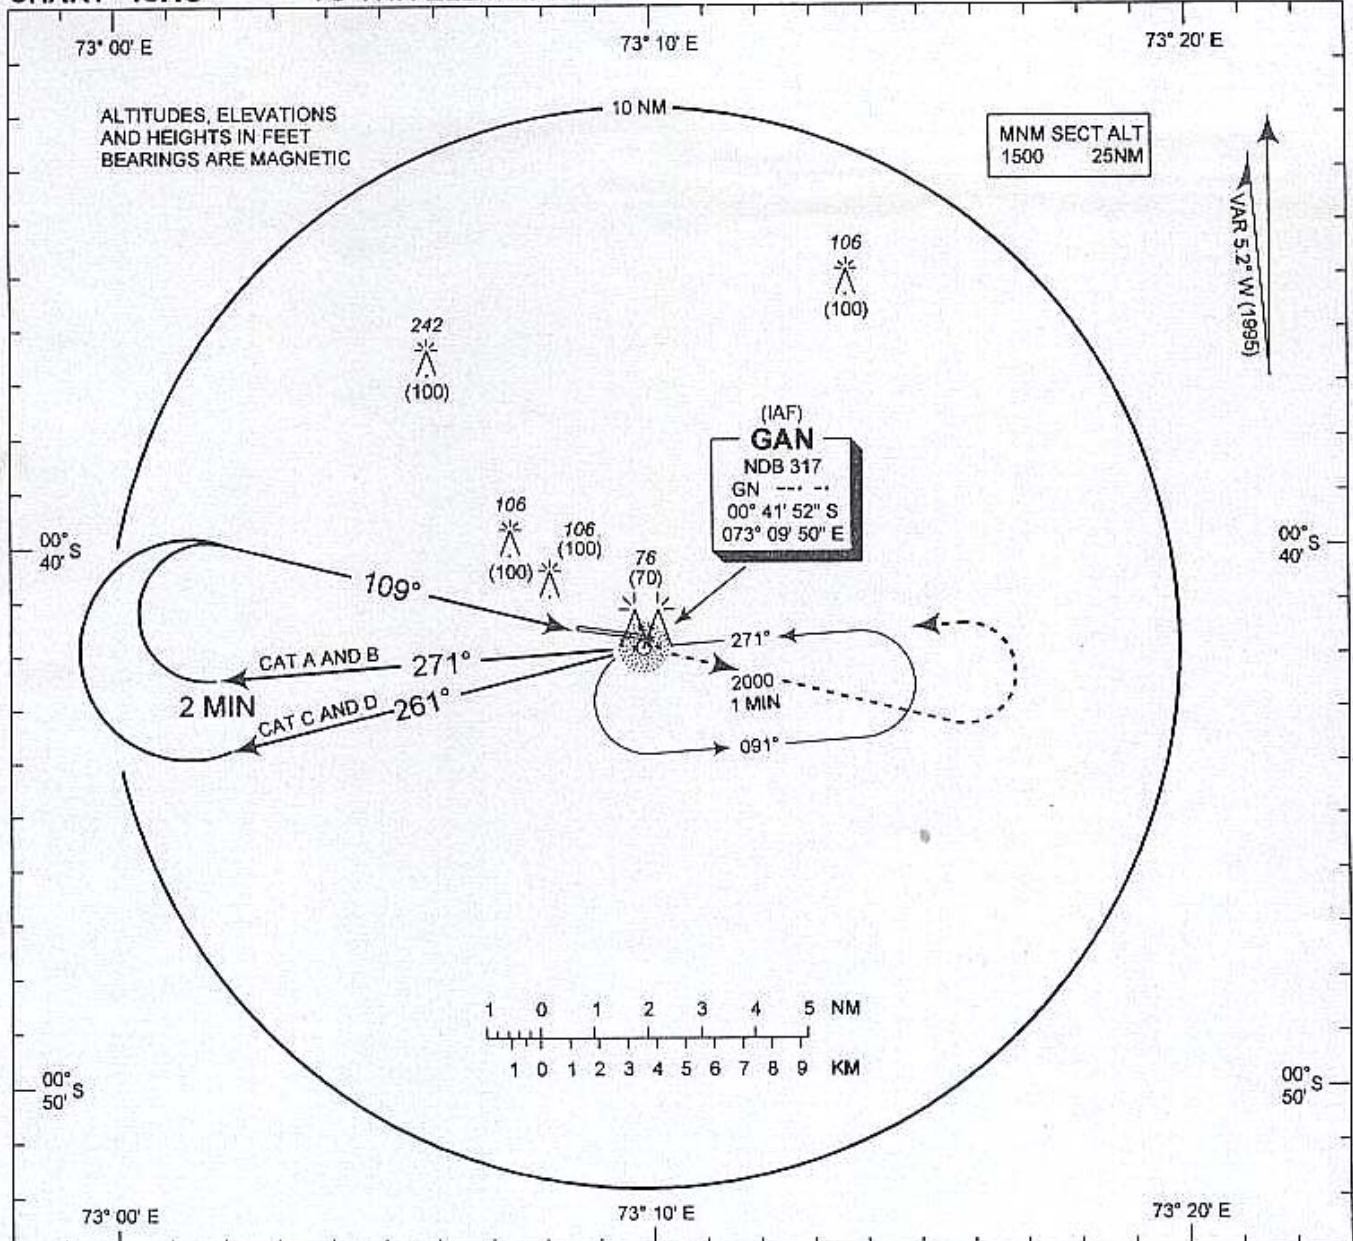 73° 00' E
73° 10' E
73° 20' E
ALTITUDES, ELEVATIONS
AND HEIGHTS IN FEET
BEARINGS ARE MAGNETIC
10 NM
MNM SECT ALT
1500 25NM
VAR 5.2° W (1995)
106
(100)
242
(100)
(IAF)
GAN
NDB 317
GN --· -·
00° 41' 52" S
073° 09' 50" E
00° S
40'
00° S
40'
106
(100)
106
(100)
76
(70)
109°
271°
CAT A AND B
271°
2 MIN
CAT C AND D
261°
2000
1 MIN
091°
1 0 1 2 3 4 5 NM
1 0 1 2 3 4 5 6 7 8 9 KM
00° S
50'
00° S
50'
73° 00' E
73° 10' E
73° 20' E